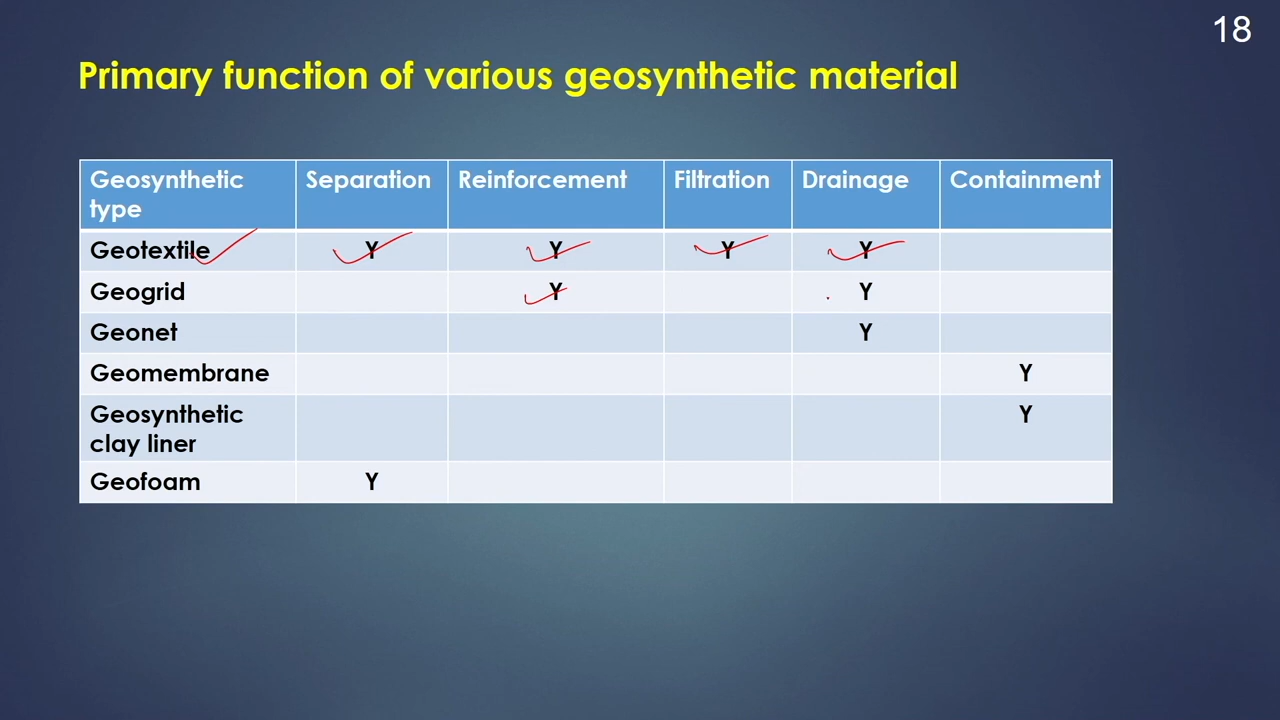 18
Primary function of various geosynthetic material
Geosynthetic type Separation Reinforcement Filtration Drainage Containment
Geotextile Y Y Y Y
Geogrid Y Y
Geonet Y
Geomembrane Y
Geosynthetic clay liner Y
Geofoam Y